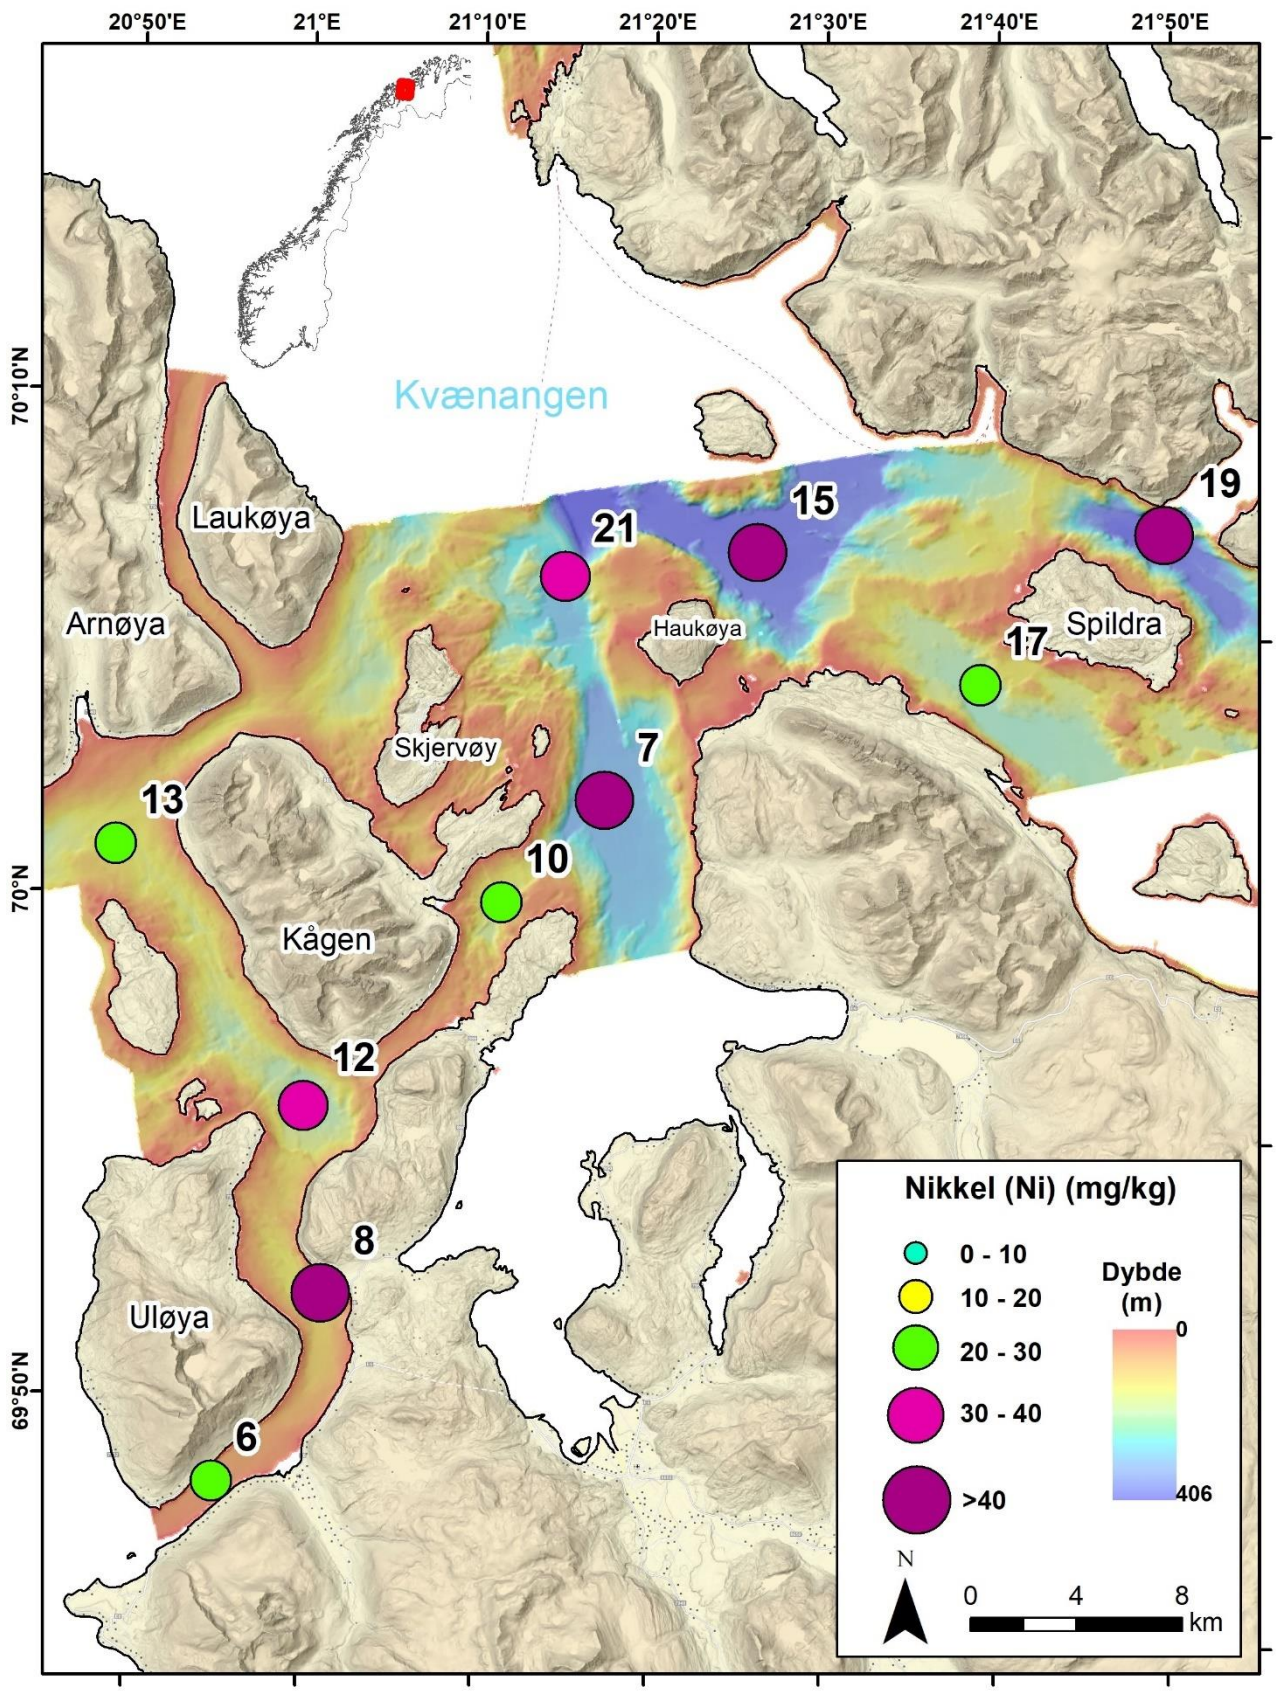 20°50'E 21°0'E 21°10'E 21°20'E 21°30'E 21°40'E 21°50'E
70°10'N
Kvænangen
19
15
Laukøya
21
Arnøya
Haukøya
Spildra
17
Skjervøy
7
13
10
70°N
Kågen
12
Nikkel (Ni) (mg/kg)
8
0 - 10
Dybde
(m)
10 - 20
Uløya
0
20 - 30
69°50'N
30 - 40
6
406
>40
N
0 4 8
km